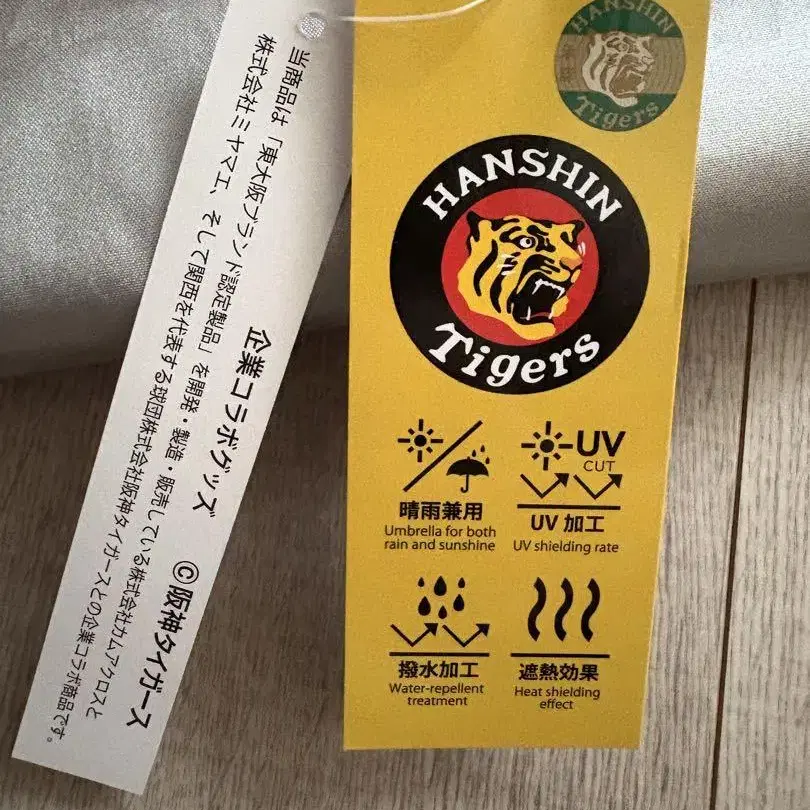 企業コラボグッズ ©阪神タイガース
当商品は「東大阪ブランド認定製品」を開発・製造・販売している株式会社カムアクロスと
株式会社ミヤマエ、そして関西を代表する球団株式会社阪神タイガースとの企業コラボ商品です。
HANSHIN
Tigers
HANSHIN
Tigers
晴雨兼用
Umbrella for both
rain and sunshine
UV
CUT
UV 加工
UV shielding rate
撥水加工
Water-repellent
treatment
遮熱効果
Heat shielding
effect